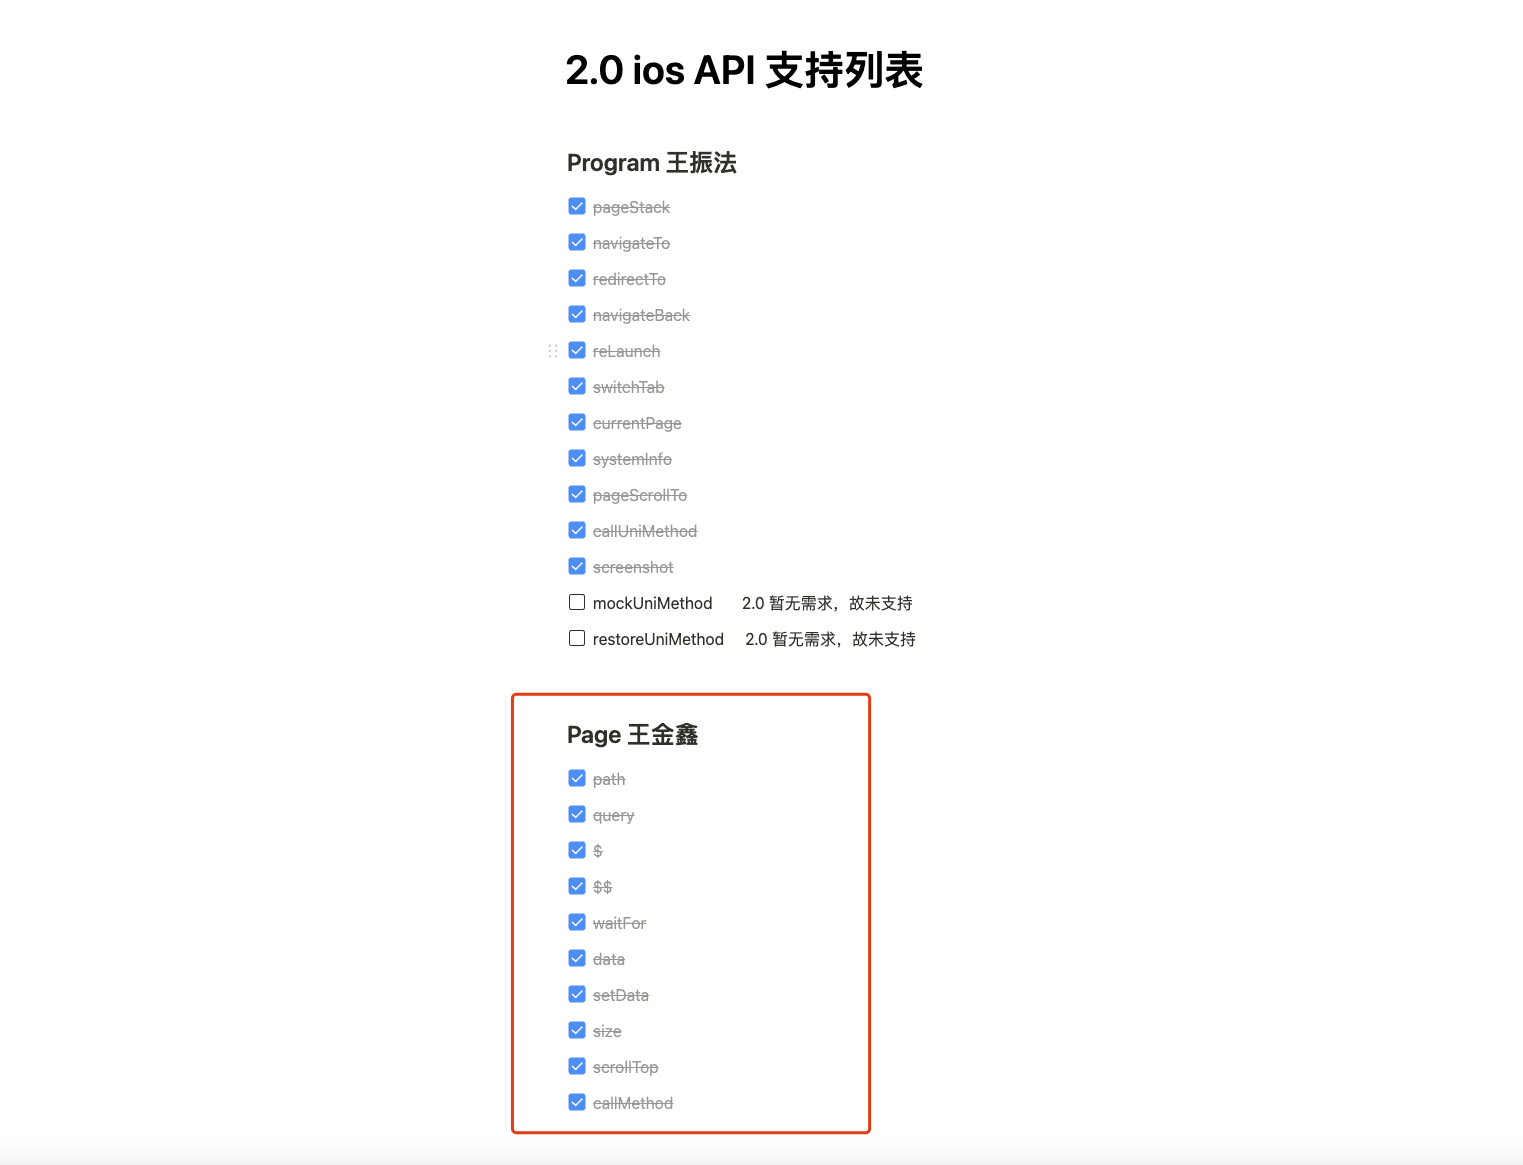 2.0 ios API 支持列表
Program 王振法
pageStack
navigateTo
redirectTo
navigateBack
reLaunch
switchTab
currentPage
systemInfo
pageScrollTo
callUniMethod
screenshot
mockUniMethod 2.0 暂无需求，故未支持
restoreUniMethod 2.0 暂无需求，故未支持
Page 王金鑫
path
query
$
$$
waitFor
data
setData
size
scrollTop
callMethod